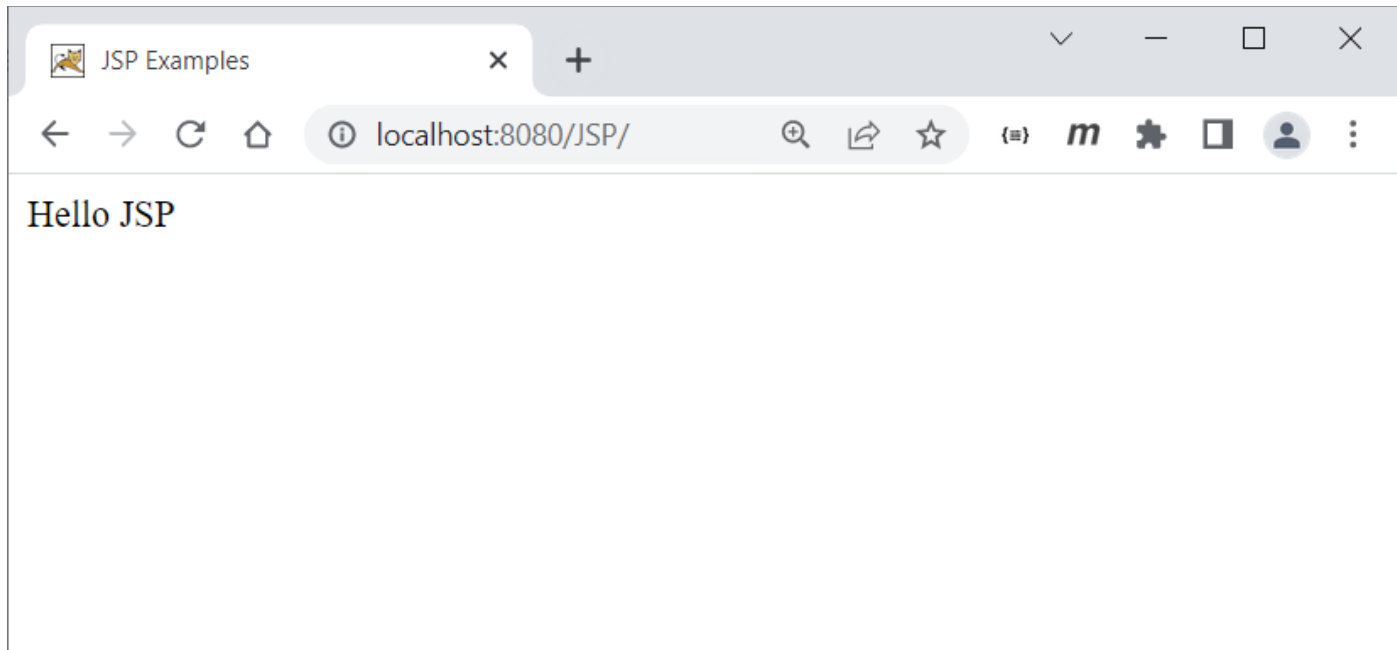 JSP Examples
localhost:8080/JSP/
{≡}
m
Hello JSP